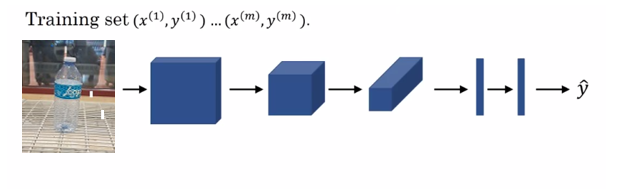 Training set (x⁽¹⁾, y⁽¹⁾) ... (x⁽ᵐ⁾, y⁽ᵐ⁾).
ŷ